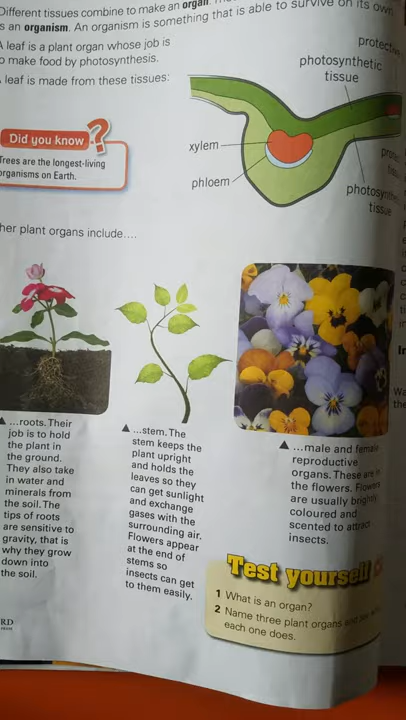 Different tissues combine to make an organ.
is an organism. An organism is something that is able to survive on its own
A leaf is a plant organ whose job is
to make food by photosynthesis.
leaf is made from these tissues:
Did you know ?
Trees are the longest-living
organisms on Earth.
protective
photosynthetic
tissue
xylem
phloem
photosynthetic
tissue
her plant organs include....
▲ ...roots. Their
job is to hold
the plant in
the ground.
They also take
in water and
minerals from
the soil. The
tips of roots
are sensitive to
gravity, that is
why they grow
down into
the soil.
▲ ...stem. The
stem keeps the
plant upright
and holds the
leaves so they
can get sunlight
and exchange
gases with the
surrounding air.
Flowers appear
at the end of
stems so
insects can get
to them easily.
▲ ...male and female
reproductive
organs. These are in
the flowers. Flowers
are usually brightly
coloured and
scented to attract
insects.
Test yourself
1 What is an organ?
2 Name three plant organs and
each one does.